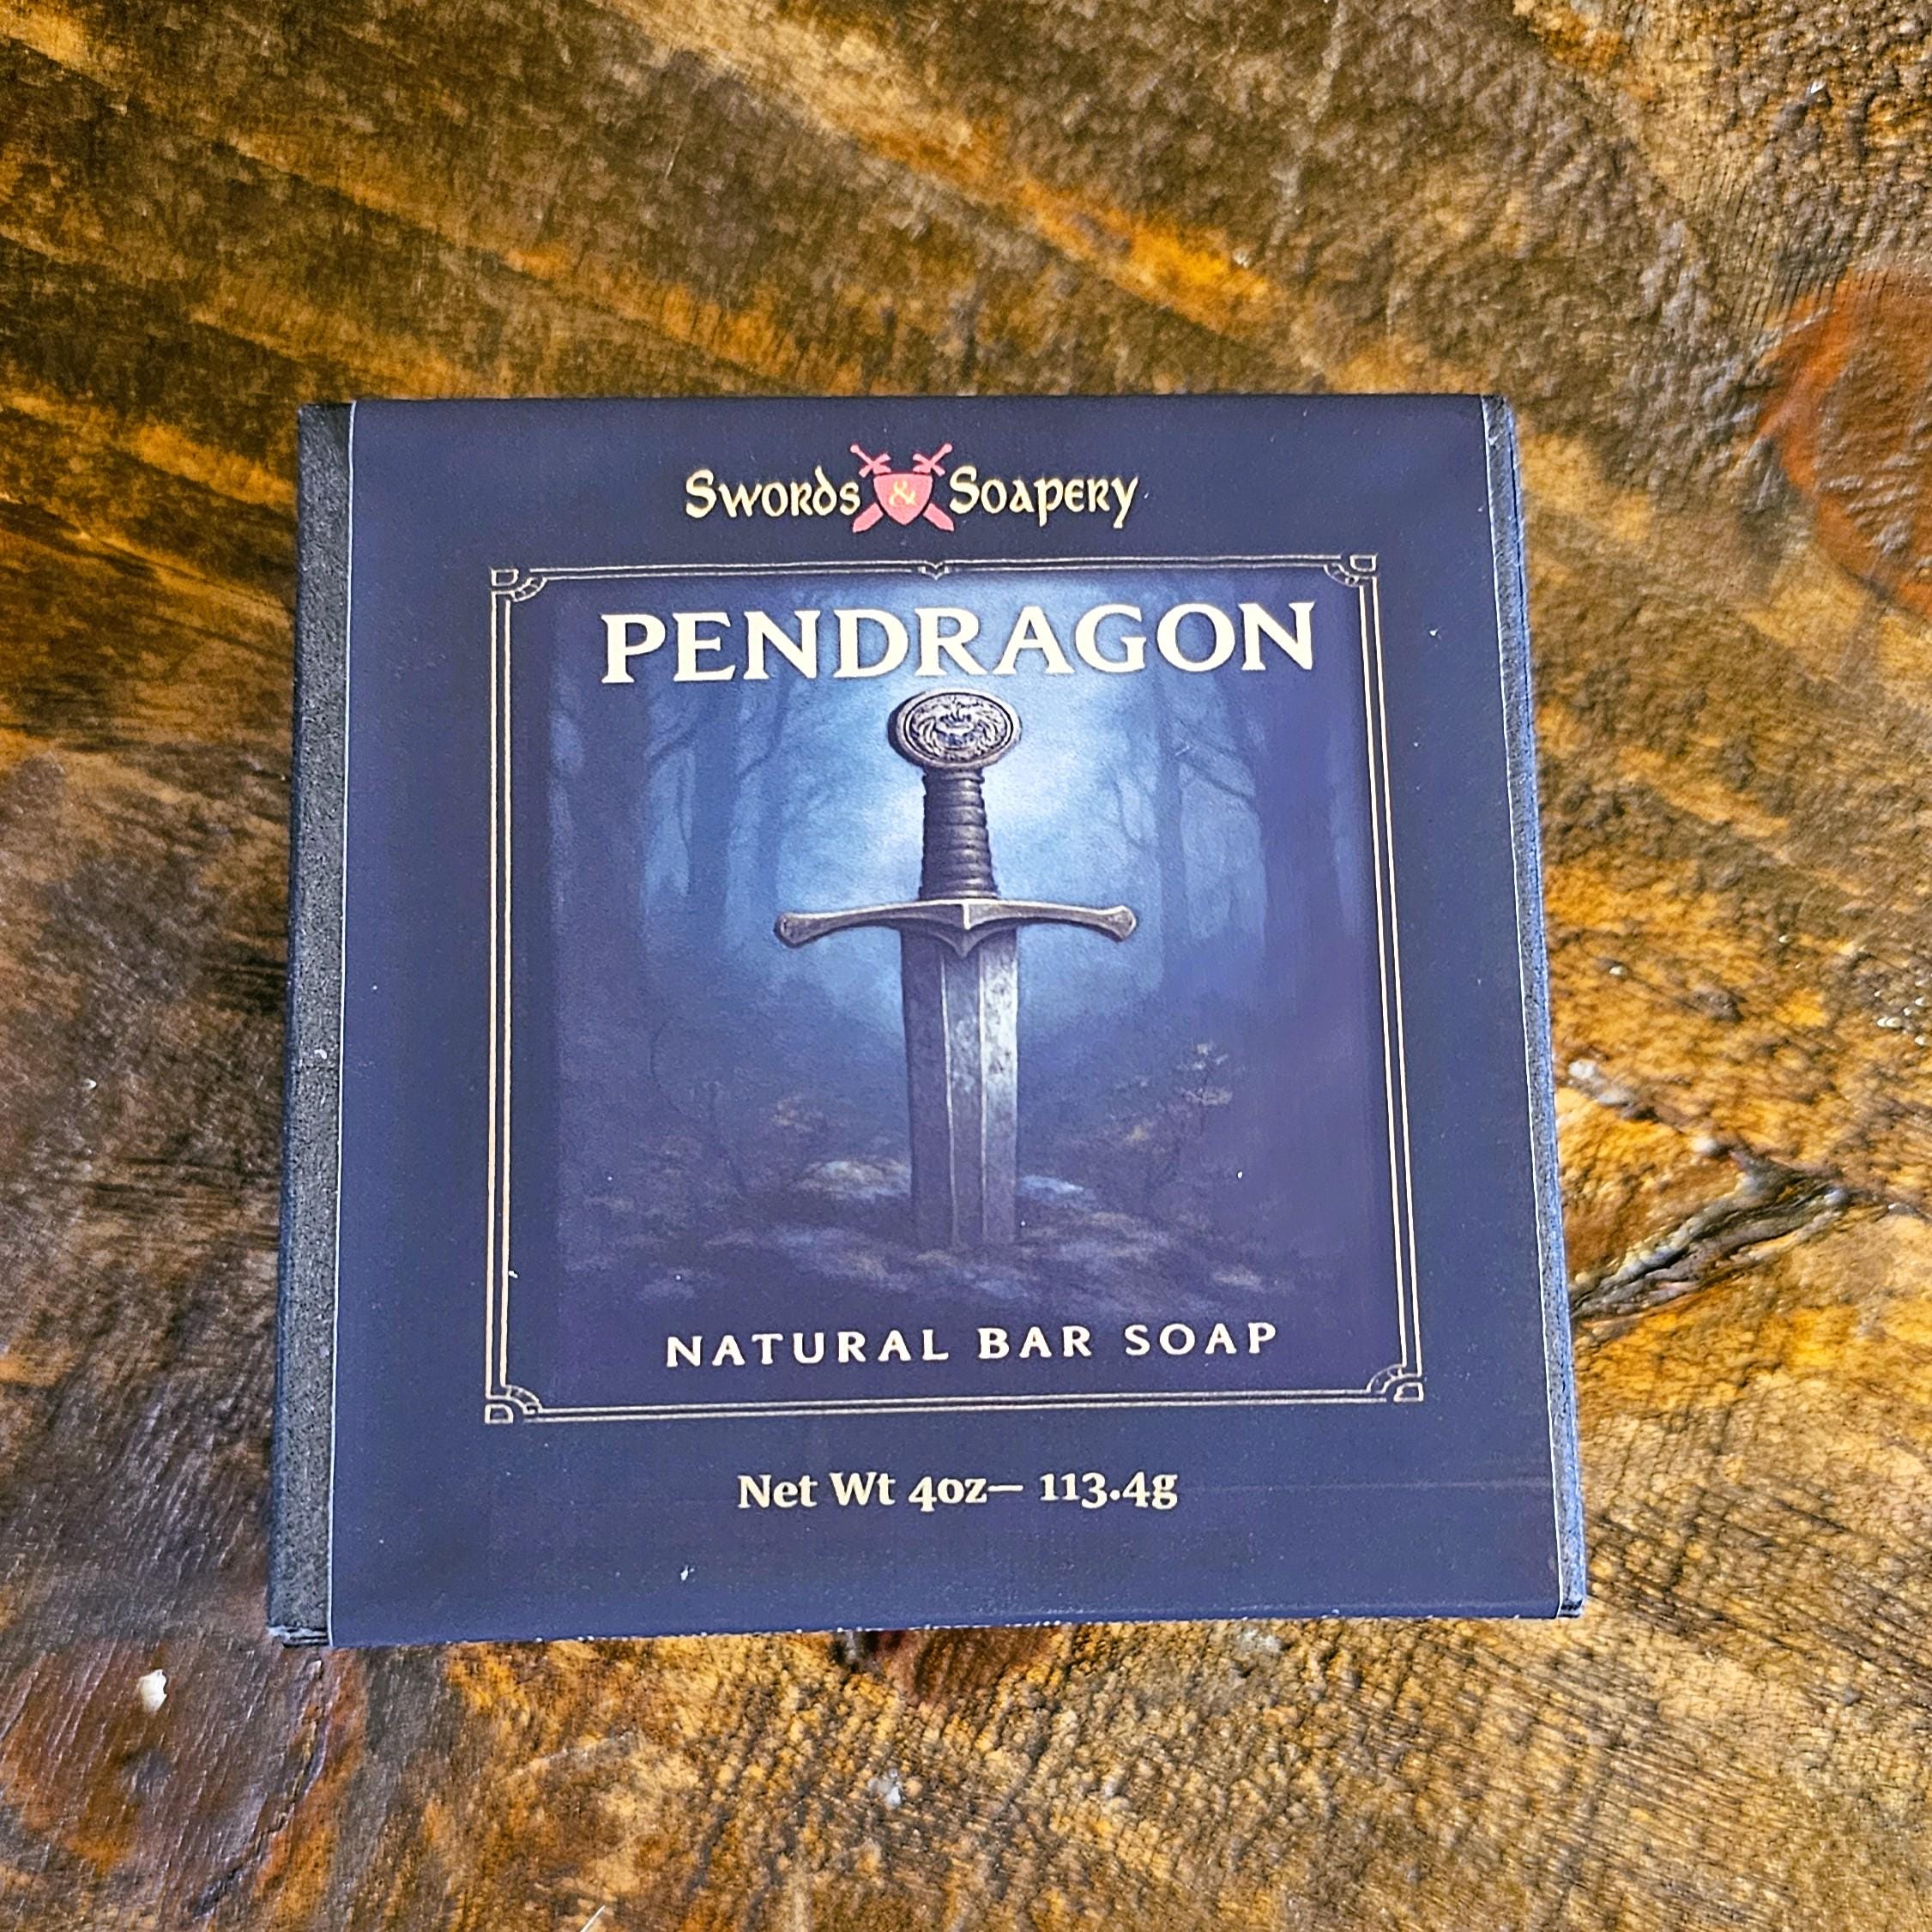 Swords & Soapery
PENDRAGON
NATURAL BAR SOAP
Net Wt 4oz— 113.4g